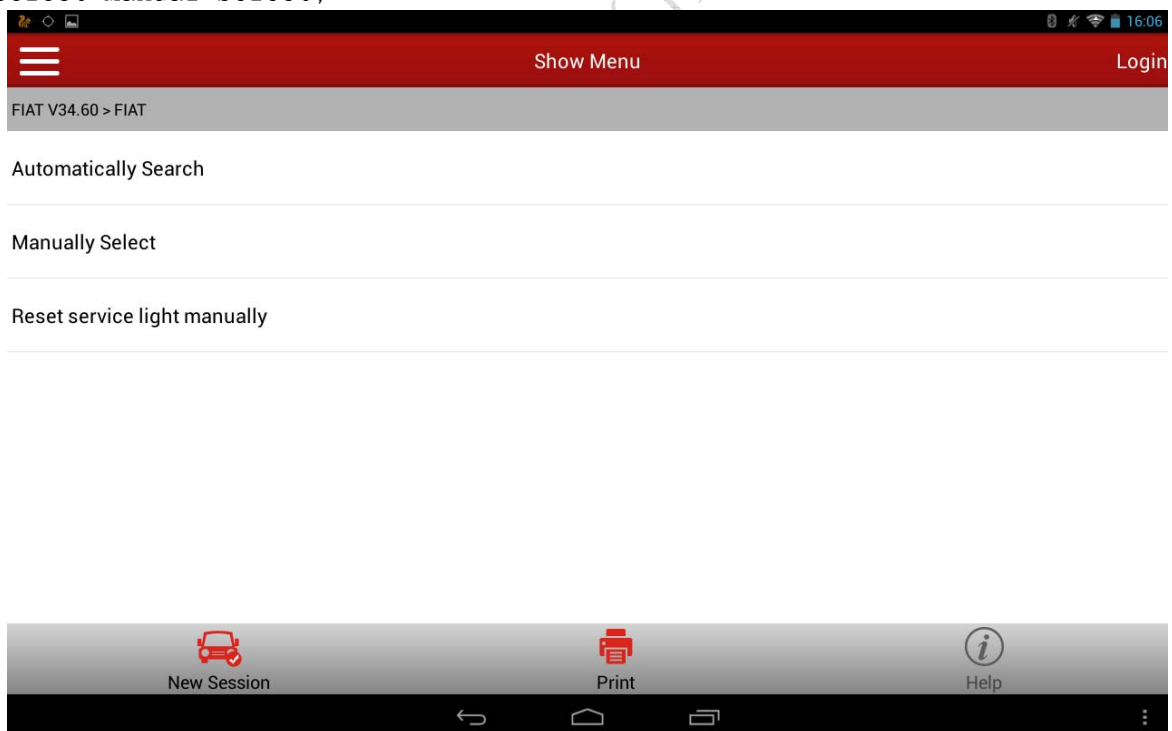 16:06
Show Menu
Login
FIAT V34.60 > FIAT
Automatically Search
Manually Select
Reset service light manually
New Session
Print
Help